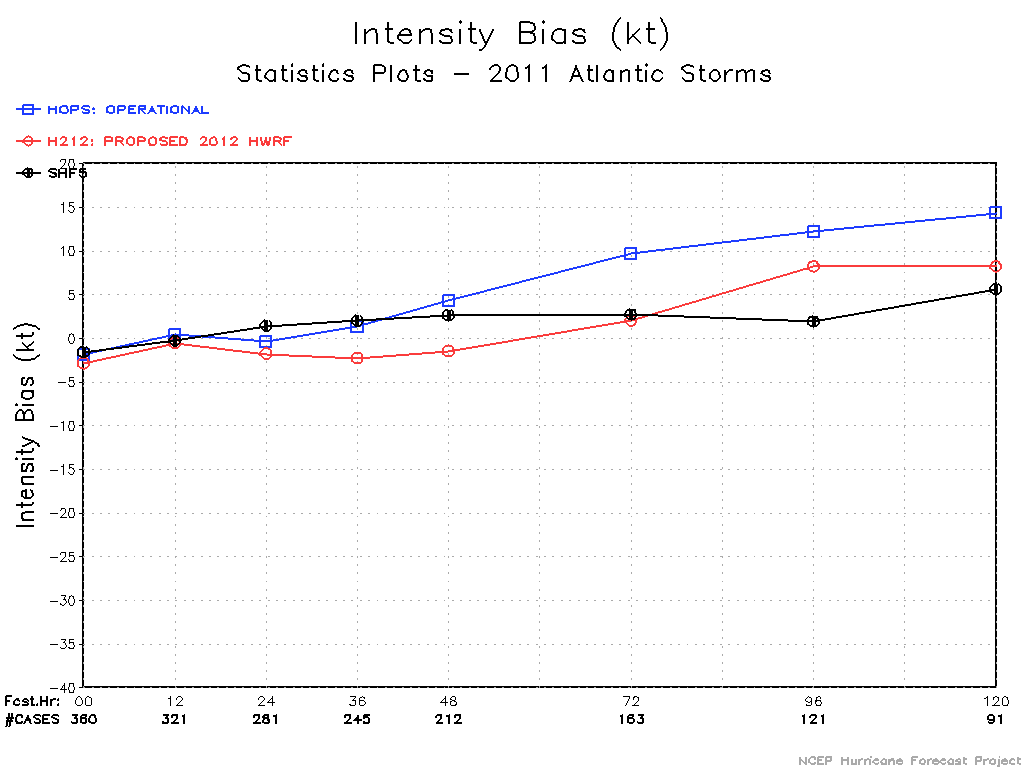 Intensity Bias (kt)
Statistics Plots - 2011 Atlantic Storms
HOPS: OPERATIONAL
H212: PROPOSED 2012 HWRF
20
15
10
5
0
-5
-10
-15
-20
-25
-30
-35
-40
Intensity Bias (kt)
Fcst.Hr: 00 12 24 36 48 72 96 120
#CASES 360 321 281 245 212 163 121 91
NCEP Hurricane Forecast Project